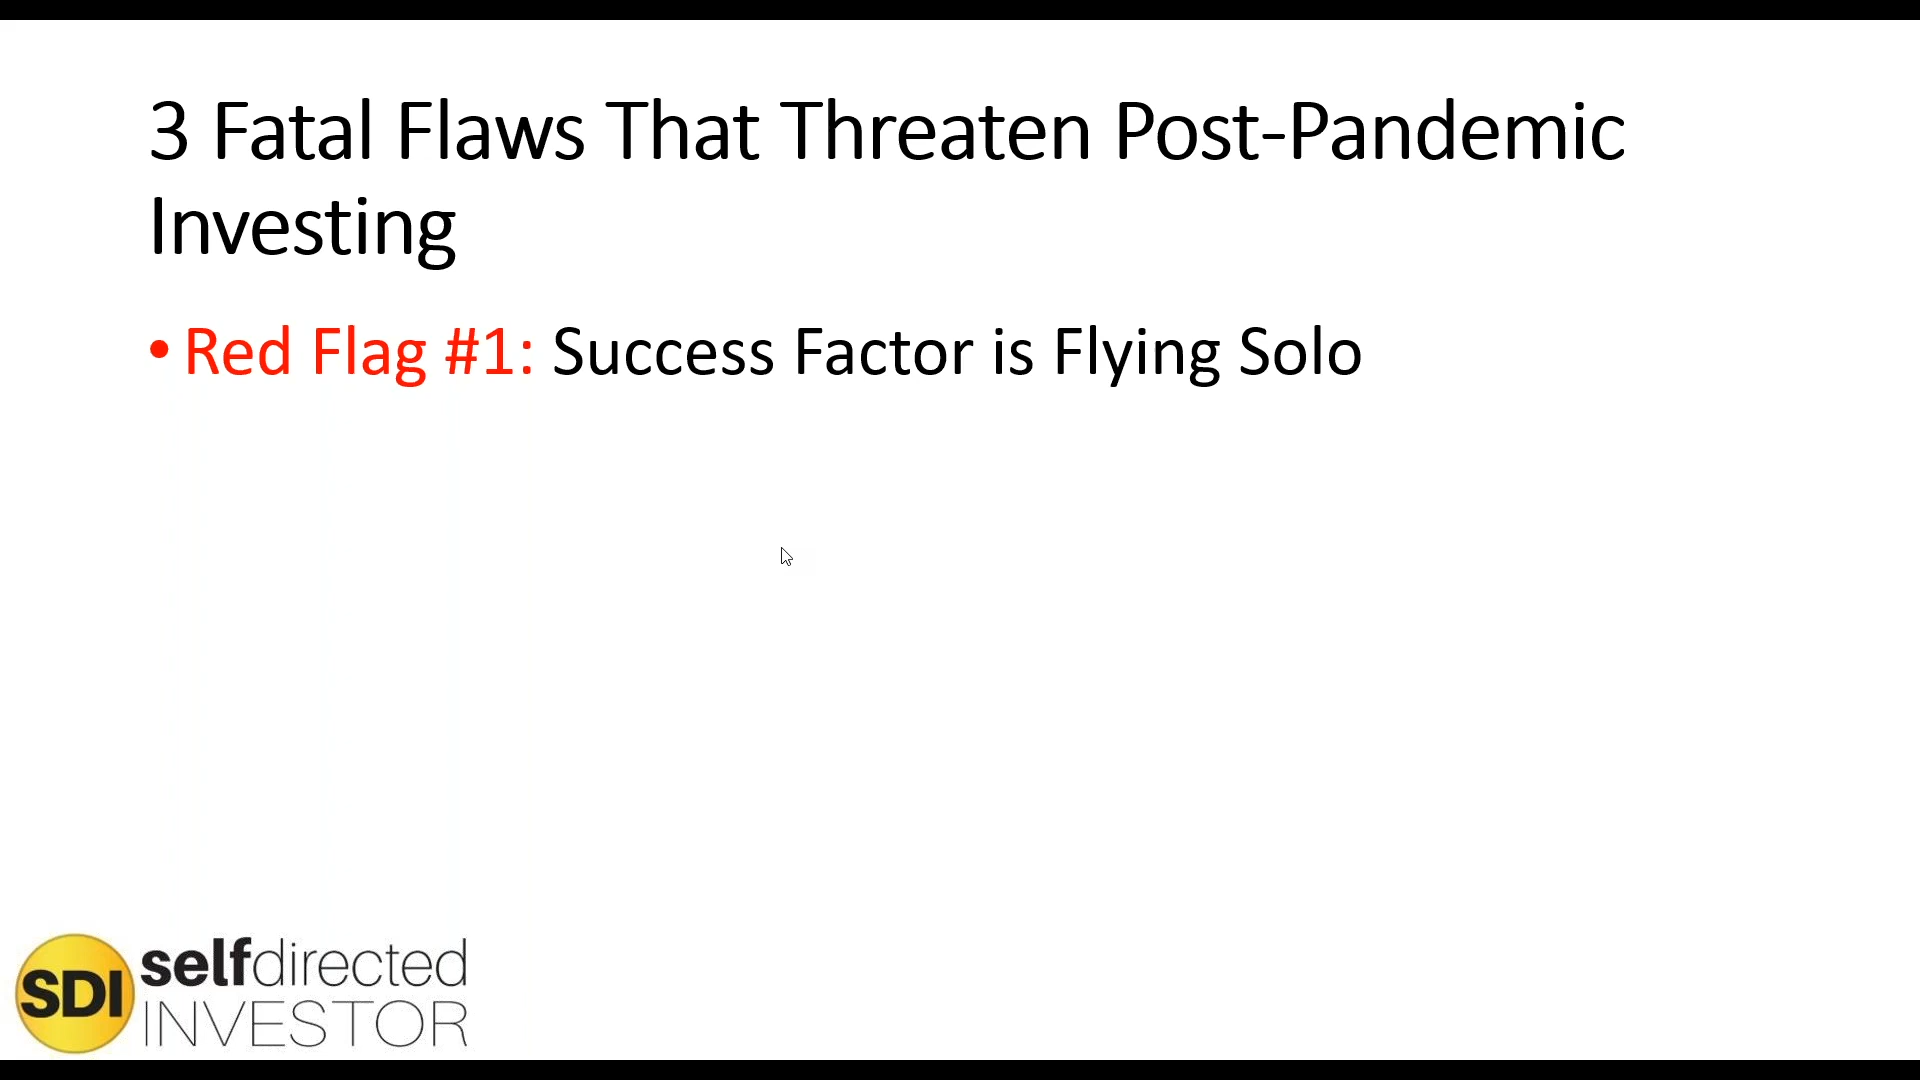 3 Fatal Flaws That Threaten Post-Pandemic
Investing
• Red Flag #1: Success Factor is Flying Solo
SDI
selfdirected
INVESTOR